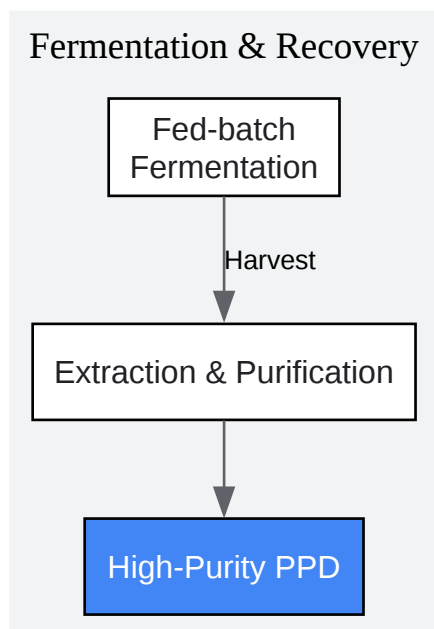 Fermentation & Recovery
Fed-batch
Fermentation
Harvest
Extraction & Purification
High-Purity PPD